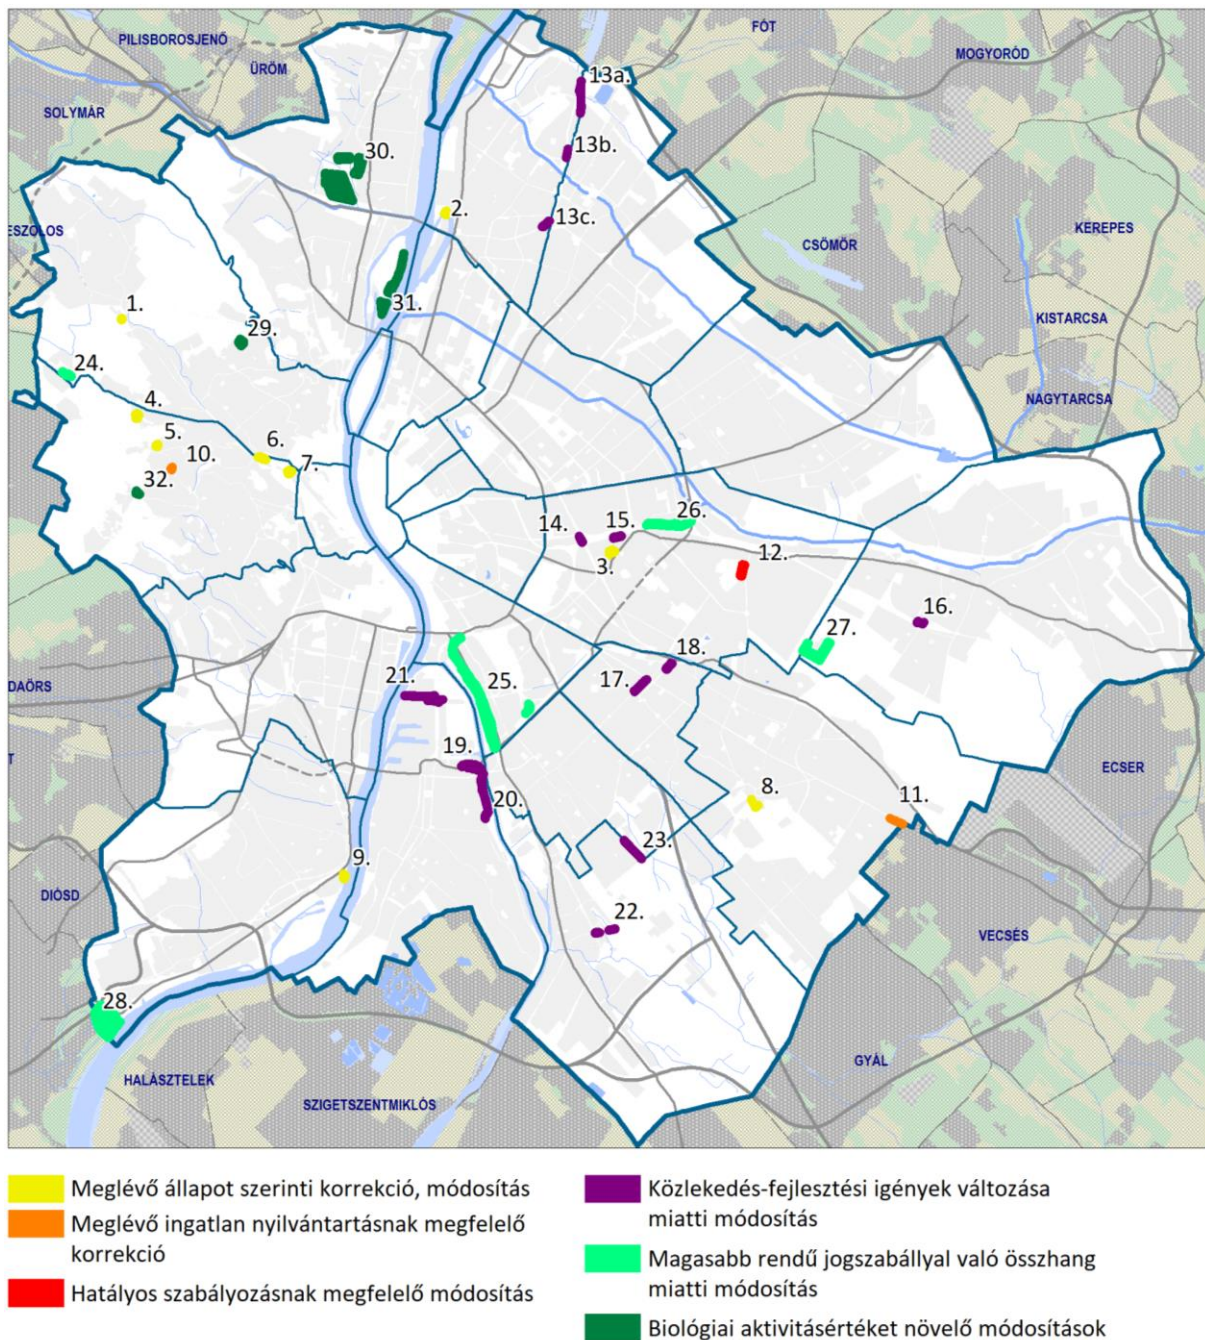 PILISBOROSJENŐ
FÓT
MOGYORÓD
ÜRÖM
SOLYMÁR
13a.
30.
13b.
2.
13c.
KEREPES
ESZOLOS
CSÖMÖR
31.
1.
KISTARCSA
29.
24.
NAGYTARCSA
4.
5.
10.
6.
7.
32.
14.
15.
26.
3.
12.
16.
27.
18.
17.
DAÖRS
21.
25.
T
19.
ECSER
20.
8.
11.
23.
9.
DIÓSD
22.
VECSÉS
28.
GYÁL
HALÁSZTELEK
SZIGETSZENTMIKLÓS
Meglévő állapot szerinti korrekció, módosítás
Meglévő ingatlan nyilvántartásnak megfelelő
korrekció
Hatályos szabályozásnak megfelelő módosítás
Közlekedés-fejlesztési igények változása
miatti módosítás
Magasabb rendű jogszabállyal való összhang
miatti módosítás
Biológiai aktivitásértéket növelő módosítások